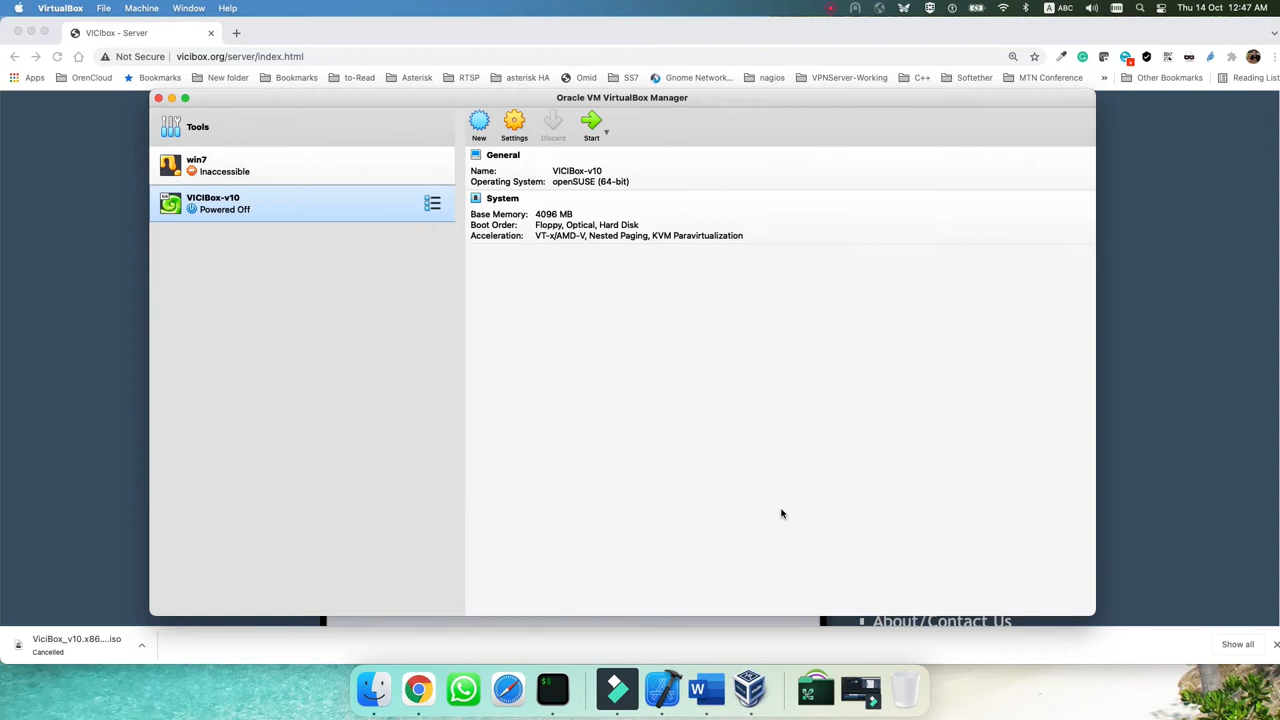 VirtualBox File Machine Window Help ABC Thu 14 Oct 12:47 AM
VICIbox - Server
Not Secure vicibox.org/server/index.html
Apps OrenCloud Bookmarks New folder Bookmarks to-Read Asterisk RTSP asterisk HA Omid SS7 Gnome Network... nagios VPNServer-Working C++ Softether MTN Conference » Other Bookmarks Reading List
Oracle VM VirtualBox Manager
Tools
New Settings Discard Start
win7
Inaccessible
64
VICIBox-v10
Powered Off
General
Name: VICIBox-v10
Operating System: openSUSE (64-bit)
System
Base Memory: 4096 MB
Boot Order: Floppy, Optical, Hard Disk
Acceleration: VT-x/AMD-V, Nested Paging, KVM Paravirtualization
About/Contact Us
ViciBox_v10.x86....iso
Cancelled
Show all